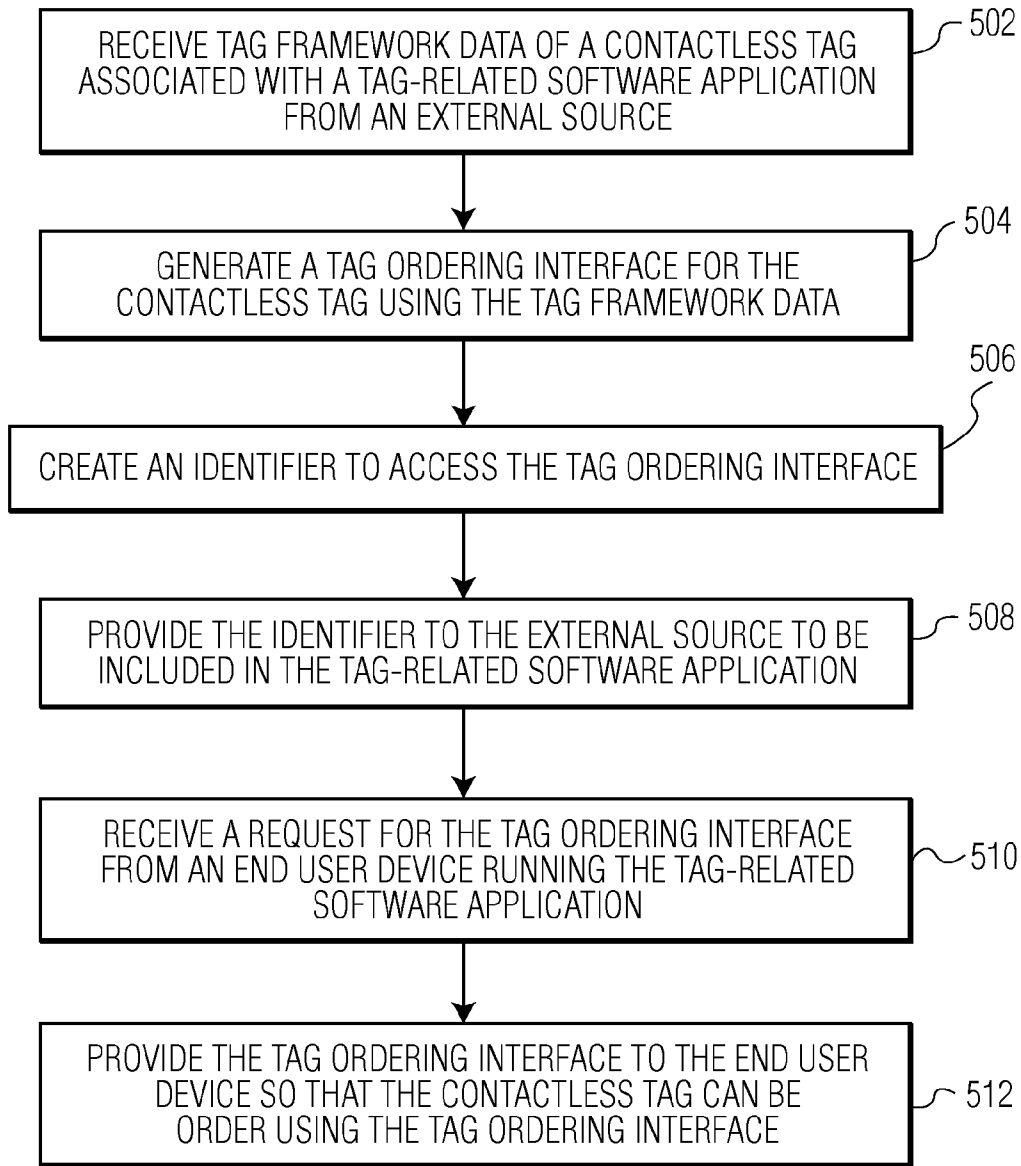 RECEIVE TAG FRAMEWORK DATA OF A CONTACTLESS TAG
ASSOCIATED WITH A TAG-RELATED SOFTWARE APPLICATION
FROM AN EXTERNAL SOURCE
502
GENERATE A TAG ORDERING INTERFACE FOR THE
CONTACTLESS TAG USING THE TAG FRAMEWORK DATA
504
CREATE AN IDENTIFIER TO ACCESS THE TAG ORDERING INTERFACE
506
PROVIDE THE IDENTIFIER TO THE EXTERNAL SOURCE TO BE
INCLUDED IN THE TAG-RELATED SOFTWARE APPLICATION
508
RECEIVE A REQUEST FOR THE TAG ORDERING INTERFACE
FROM AN END USER DEVICE RUNNING THE TAG-RELATED
SOFTWARE APPLICATION
510
PROVIDE THE TAG ORDERING INTERFACE TO THE END USER
DEVICE SO THAT THE CONTACTLESS TAG CAN BE
ORDER USING THE TAG ORDERING INTERFACE
512